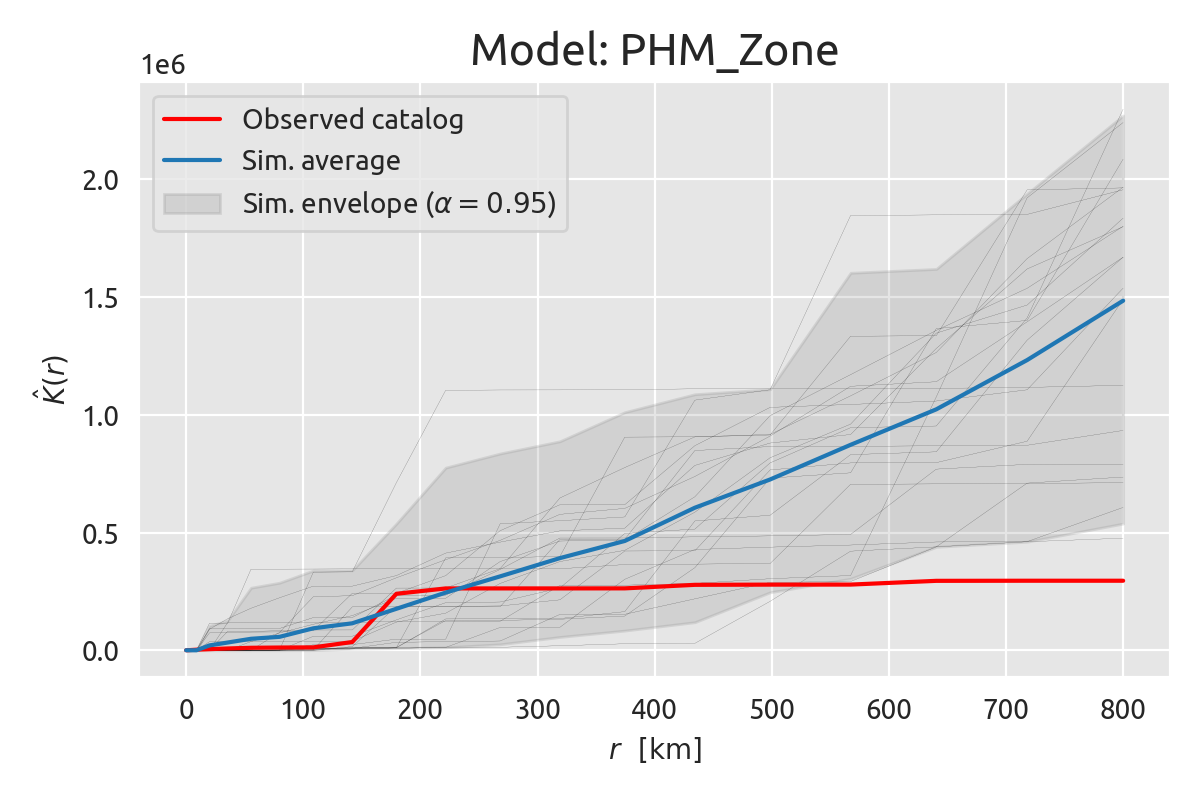 Model: PHM_Zone
1e6
Observed catalog
Sim. average
Sim. envelope (α = 0.95)
2.0
1.5
1.0
0.5
0.0
K̂(r)
0 100 200 300 400 500 600 700 800
r [km]